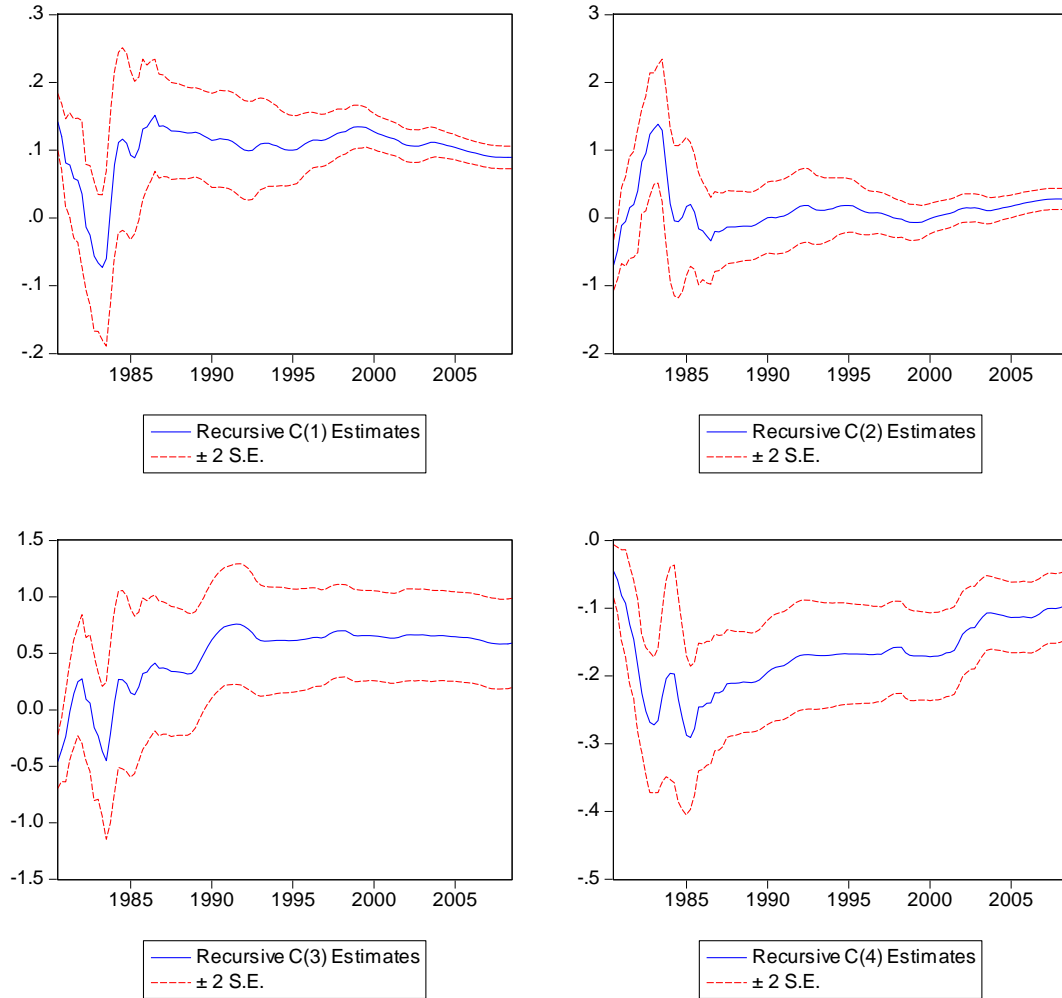 .3
.2
.1
.0
-.1
-.2
1985 1990 1995 2000 2005
Recursive C(1) Estimates
± 2 S.E.
3
2
1
0
-1
-2
1985 1990 1995 2000 2005
Recursive C(2) Estimates
± 2 S.E.
1.5
1.0
0.5
0.0
-0.5
-1.0
-1.5
1985 1990 1995 2000 2005
Recursive C(3) Estimates
± 2 S.E.
.0
-.1
-.2
-.3
-.4
-.5
1985 1990 1995 2000 2005
Recursive C(4) Estimates
± 2 S.E.